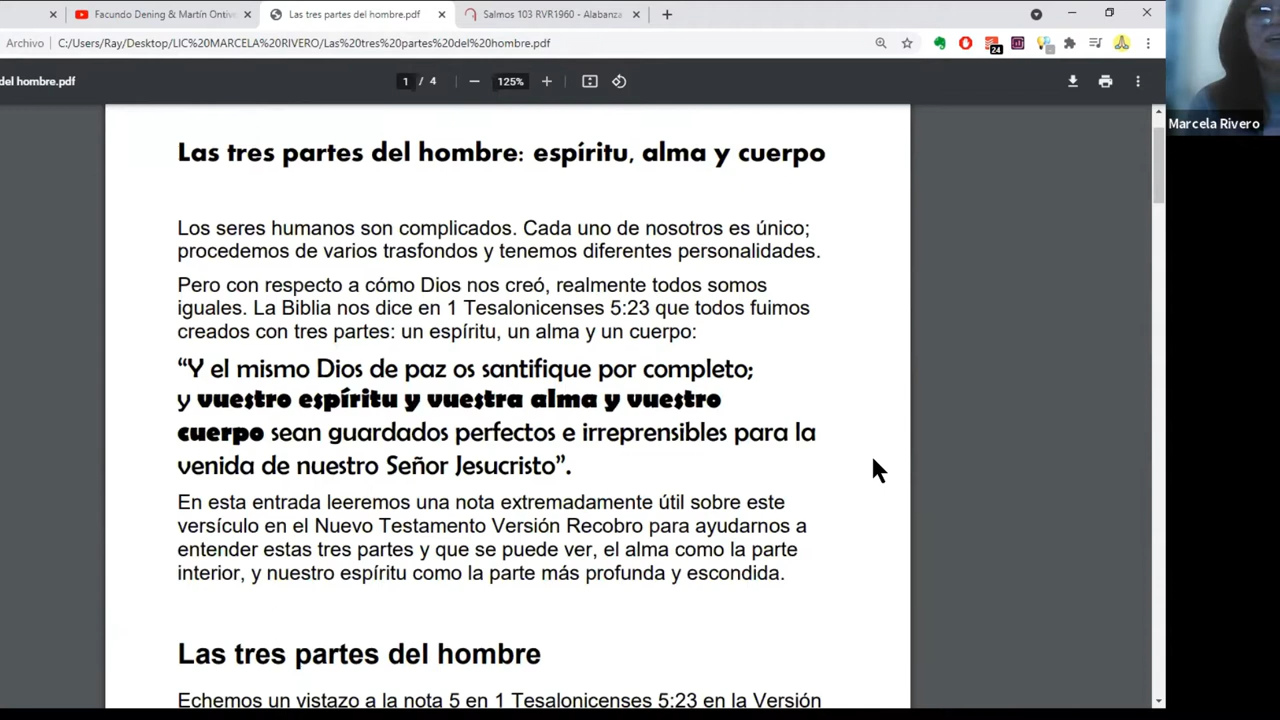 Facundo Dening & Martín Ontive
Las tres partes del hombre.pdf
Salmos 103 RVR1960 - Alabanz
Archivo
C:/Users/Ray/Desktop/LIC%20MARCELA%20RIVERO/Las%20tres%20partes%20del%20hombre.pdf
24
del hombre.pdf
1 / 4
125%
Marcela Rivero
Las tres partes del hombre: espíritu, alma y cuerpo
Los seres humanos son complicados. Cada uno de nosotros es único;
procedemos de varios trasfondos y tenemos diferentes personalidades.
Pero con respecto a cómo Dios nos creó, realmente todos somos
iguales. La Biblia nos dice en 1 Tesalonicenses 5:23 que todos fuimos
creados con tres partes: un espíritu, un alma y un cuerpo:
“Y el mismo Dios de paz os santifique por completo;
y vuestro espíritu y vuestra alma y vuestro
cuerpo sean guardados perfectos e irreprensibles para la
venida de nuestro Señor Jesucristo”.
En esta entrada leeremos una nota extremadamente útil sobre este
versículo en el Nuevo Testamento Versión Recobro para ayudarnos a
entender estas tres partes y que se puede ver, el alma como la parte
interior, y nuestro espíritu como la parte más profunda y escondida.
Las tres partes del hombre
Echemos un vistazo a la nota 5 en 1 Tesalonicenses 5:23 en la Versión